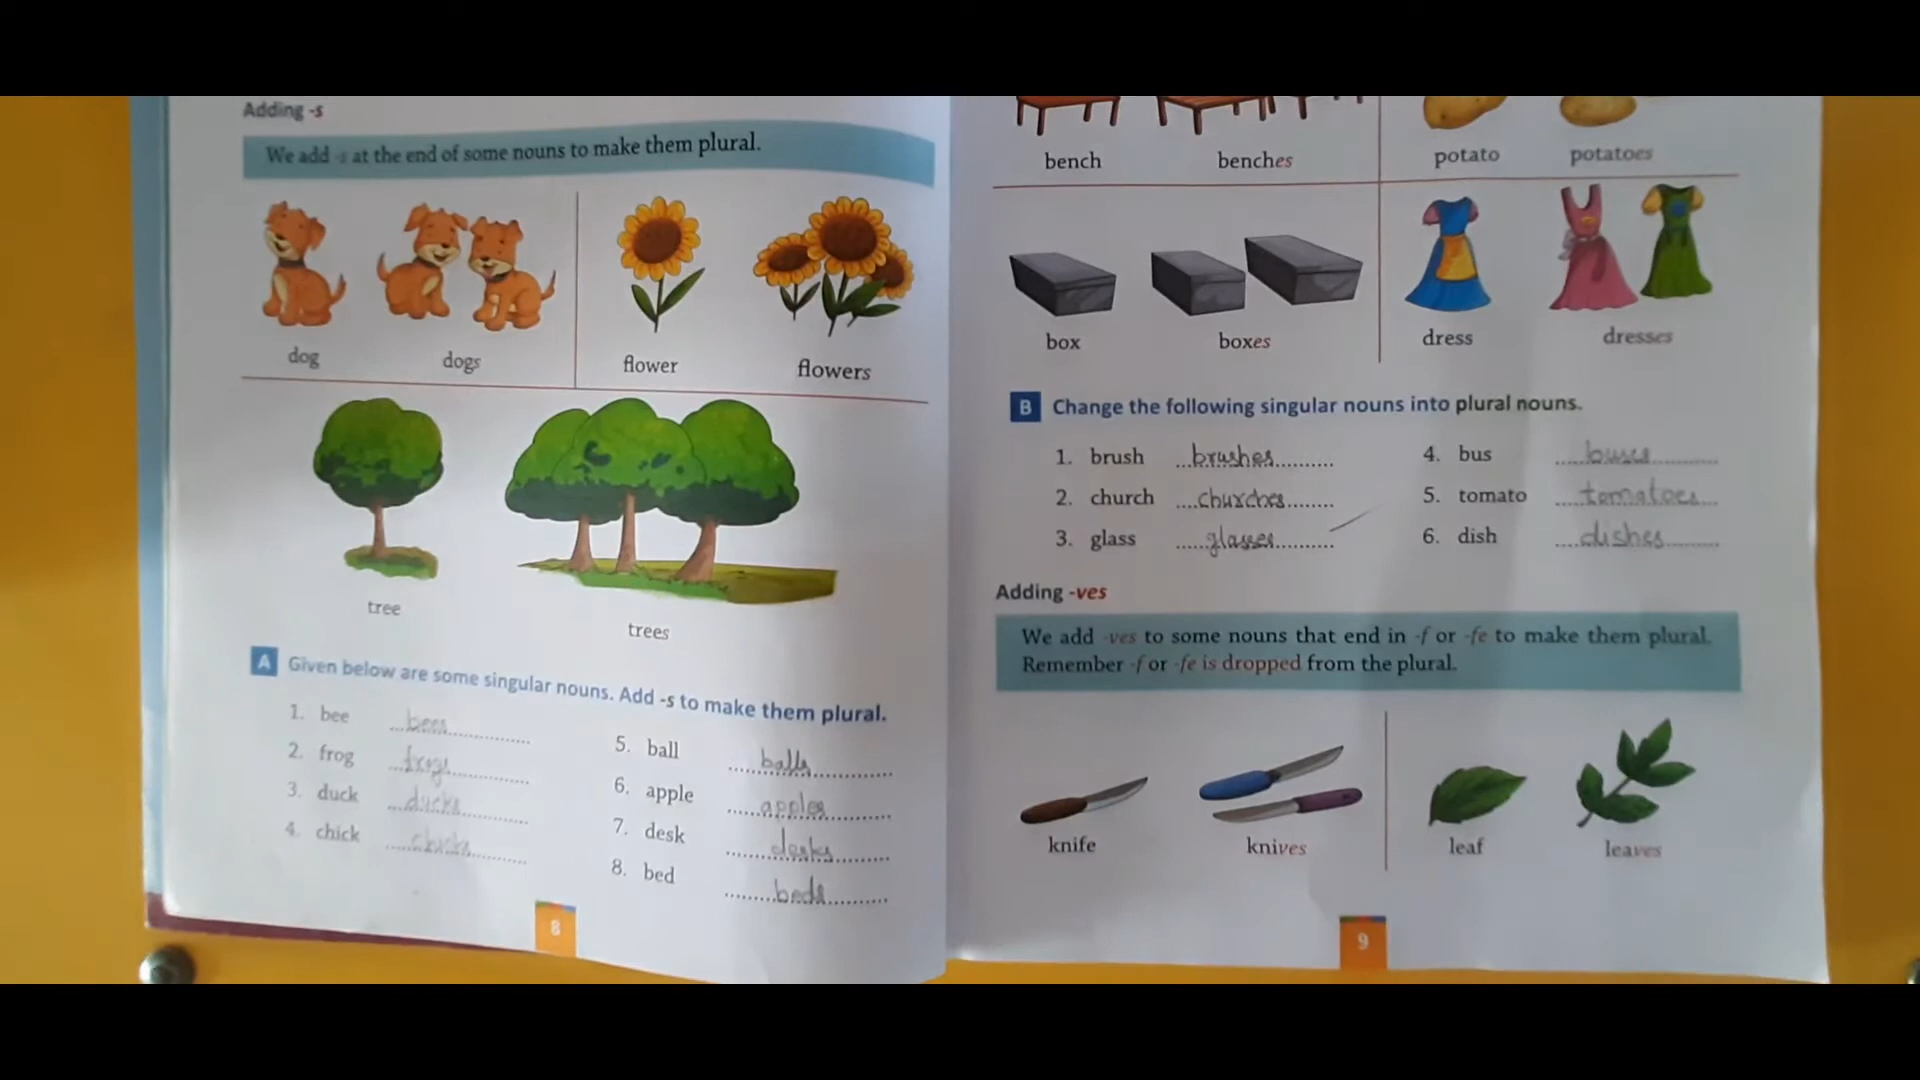 Adding -s
We add -s at the end of some nouns to make them plural.
dog dogs flower flowers
tree trees
A Given below are some singular nouns. Add -s to make them plural.
1. bee bees
2. frog frogs
3. duck ducks
4. chick chicks
5. ball balls
6. apple apples
7. desk desks
8. bed beds
8
bench benches potato potatoes
box boxes dress dresses
B Change the following singular nouns into plural nouns.
1. brush brushes
2. church churches
3. glass glasses
4. bus buses
5. tomato tomatoes
6. dish dishes
Adding -ves
We add -ves to some nouns that end in -f or -fe to make them plural.
Remember -f or -fe is dropped from the plural.
knife knives leaf leaves
9